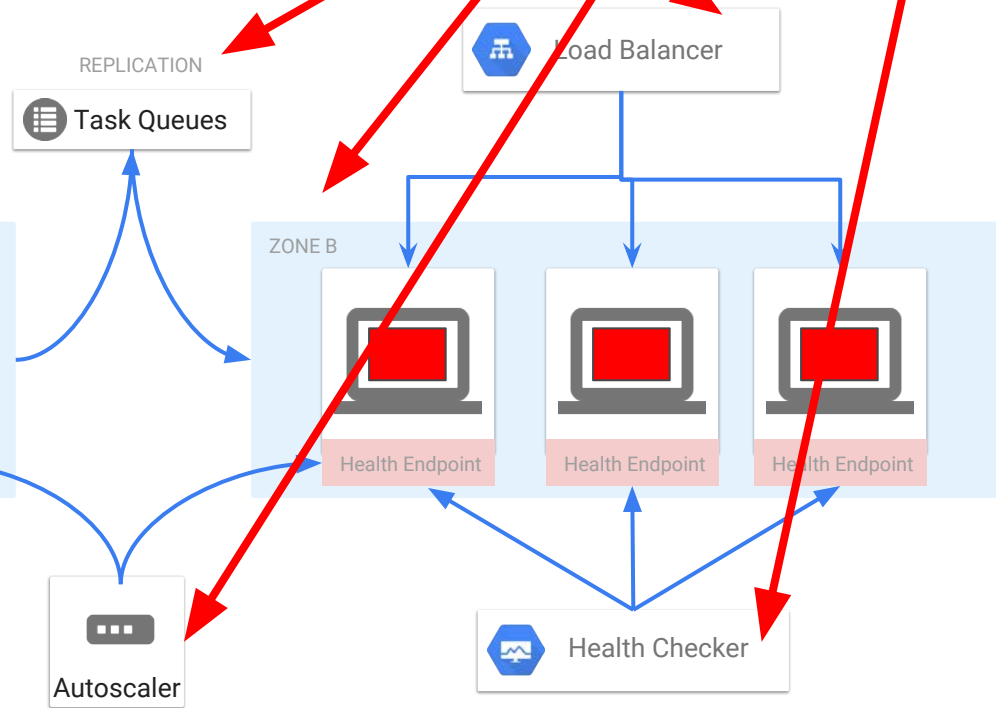 REPLICATION
Task Queues
Load Balancer
ZONE B
Health Endpoint
Health Endpoint
Health Endpoint
Autoscaler
Health Checker